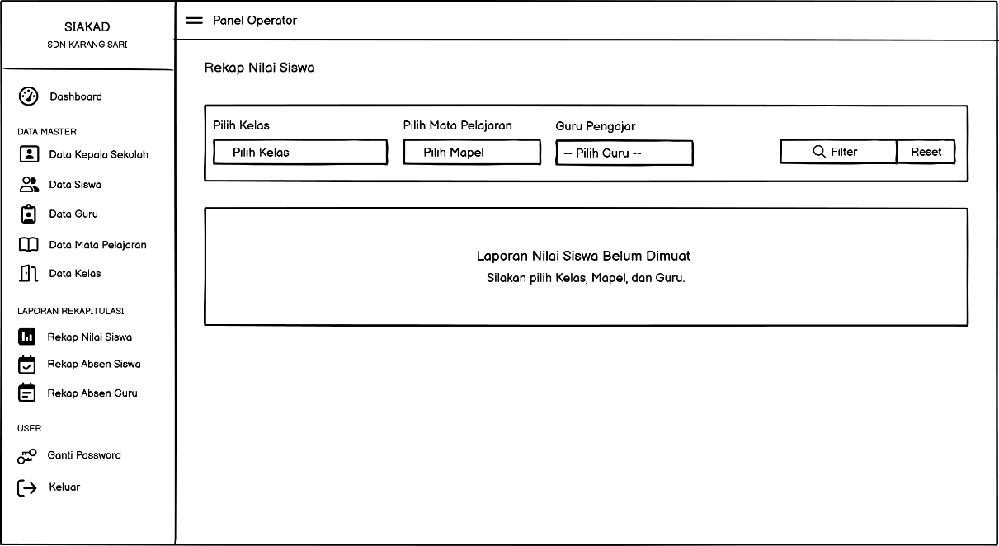 SIAKAD
SDN KARANG SARI
Dashboard
DATA MASTER
Data Kepala Sekolah
Data Siswa
Data Guru
Data Mata Pelajaran
Data Kelas
LAPORAN REKAPITULASI
Rekap Nilai Siswa
Rekap Absen Siswa
Rekap Absen Guru
USER
Ganti Password
Keluar
Panel Operator
Rekap Nilai Siswa
Pilih Kelas
-- Pilih Kelas --
Pilih Mata Pelajaran
-- Pilih Mapel --
Guru Pengajar
-- Pilih Guru --
Filter
Reset
Laporan Nilai Siswa Belum Dimuat
Silakan pilih Kelas, Mapel, dan Guru.